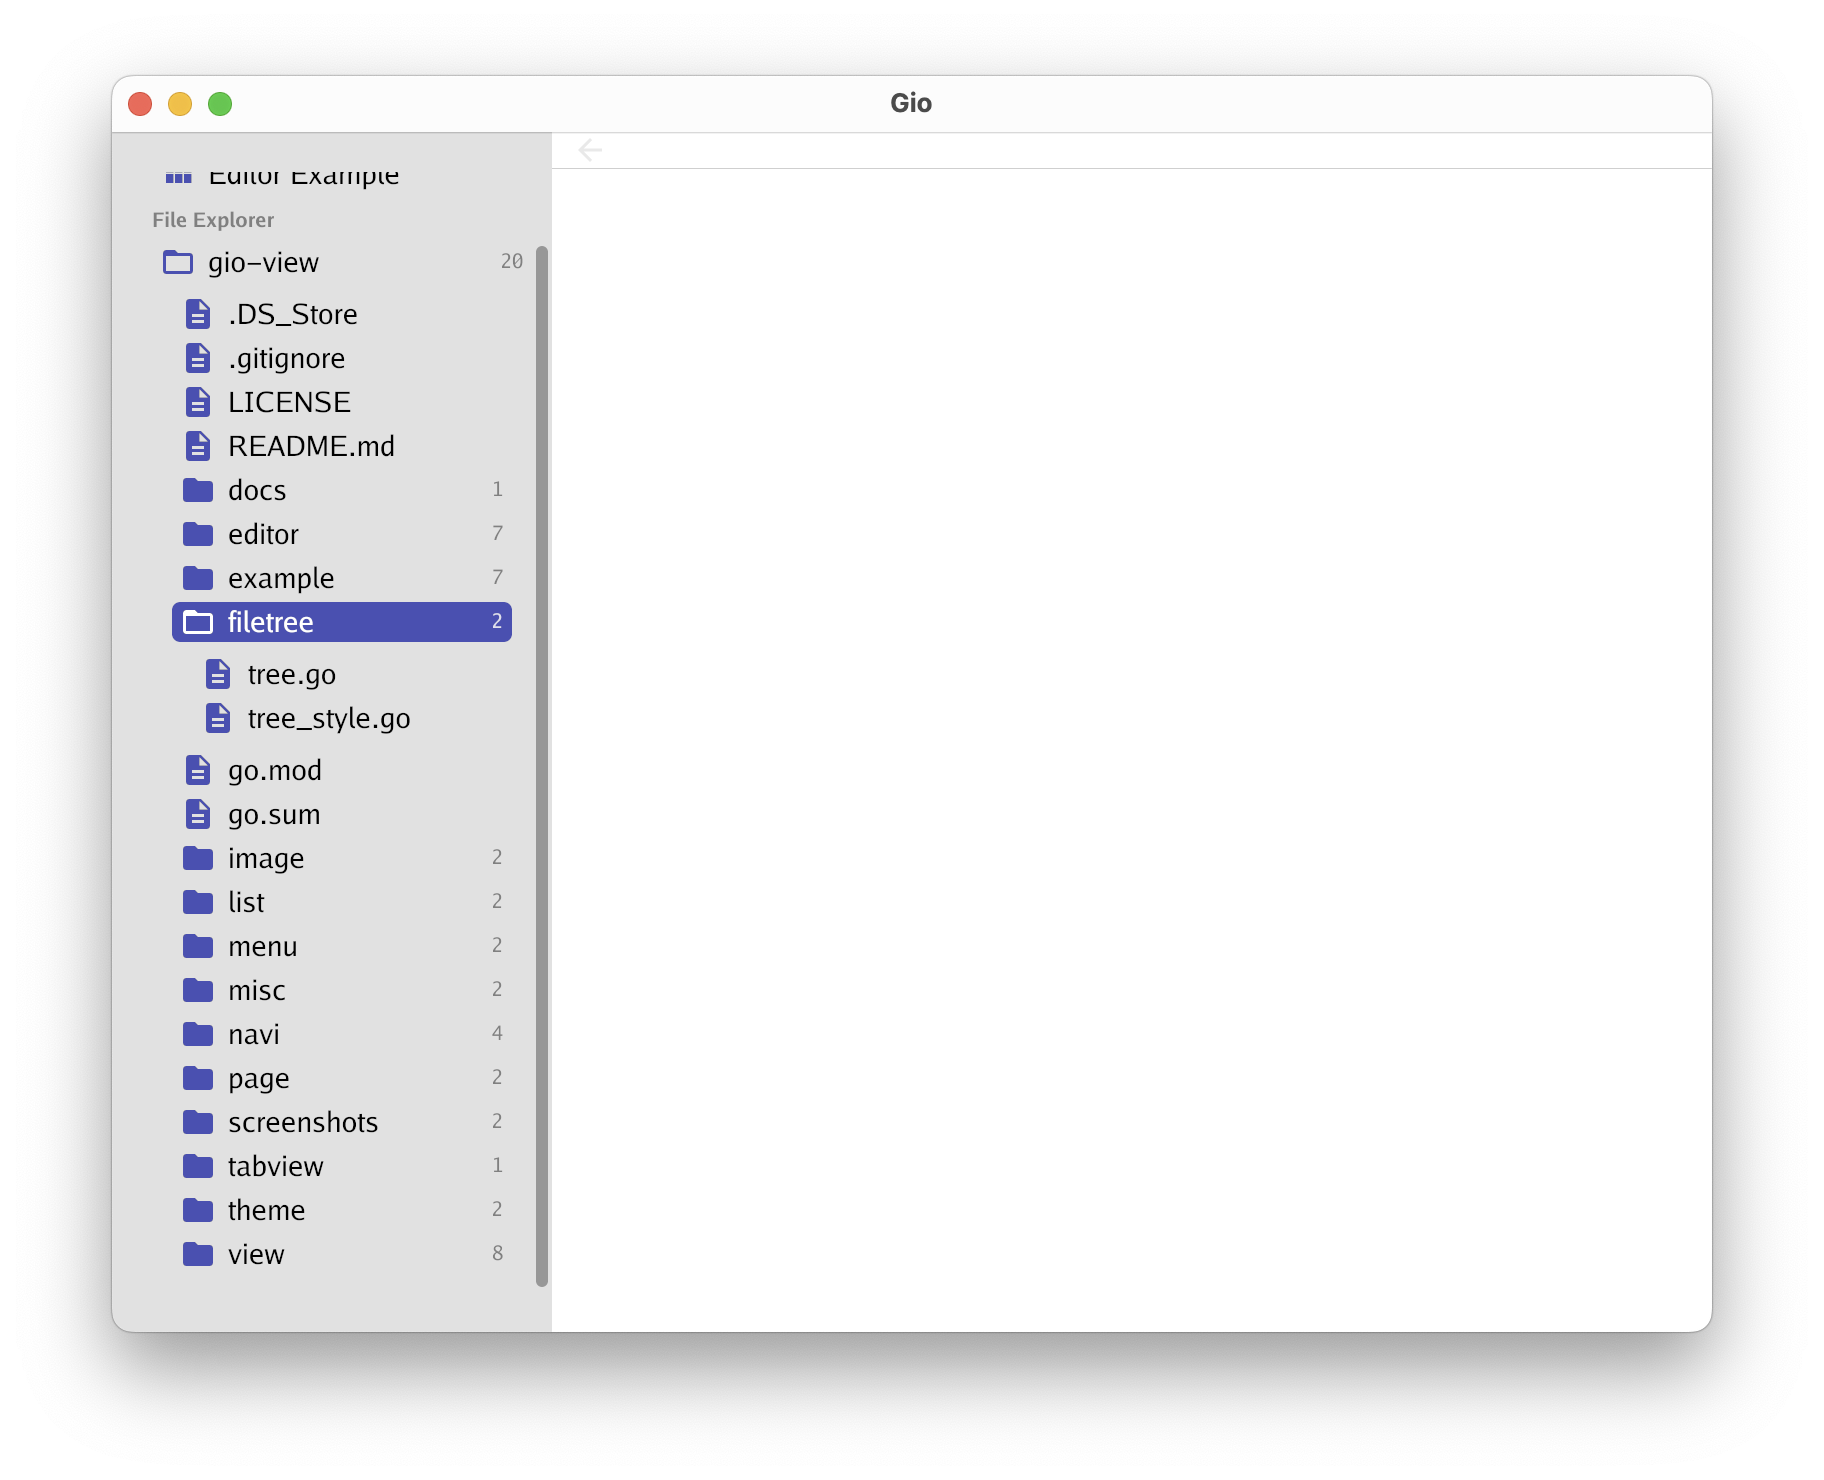 Gio
Editor Example
File Explorer
gio-view 20
.DS_Store
.gitignore
LICENSE
README.md
docs 1
editor 7
example 7
filetree 2
tree.go
tree_style.go
go.mod
go.sum
image 2
list 2
menu 2
misc 2
navi 4
page 2
screenshots 2
tabview 1
theme 2
view 8